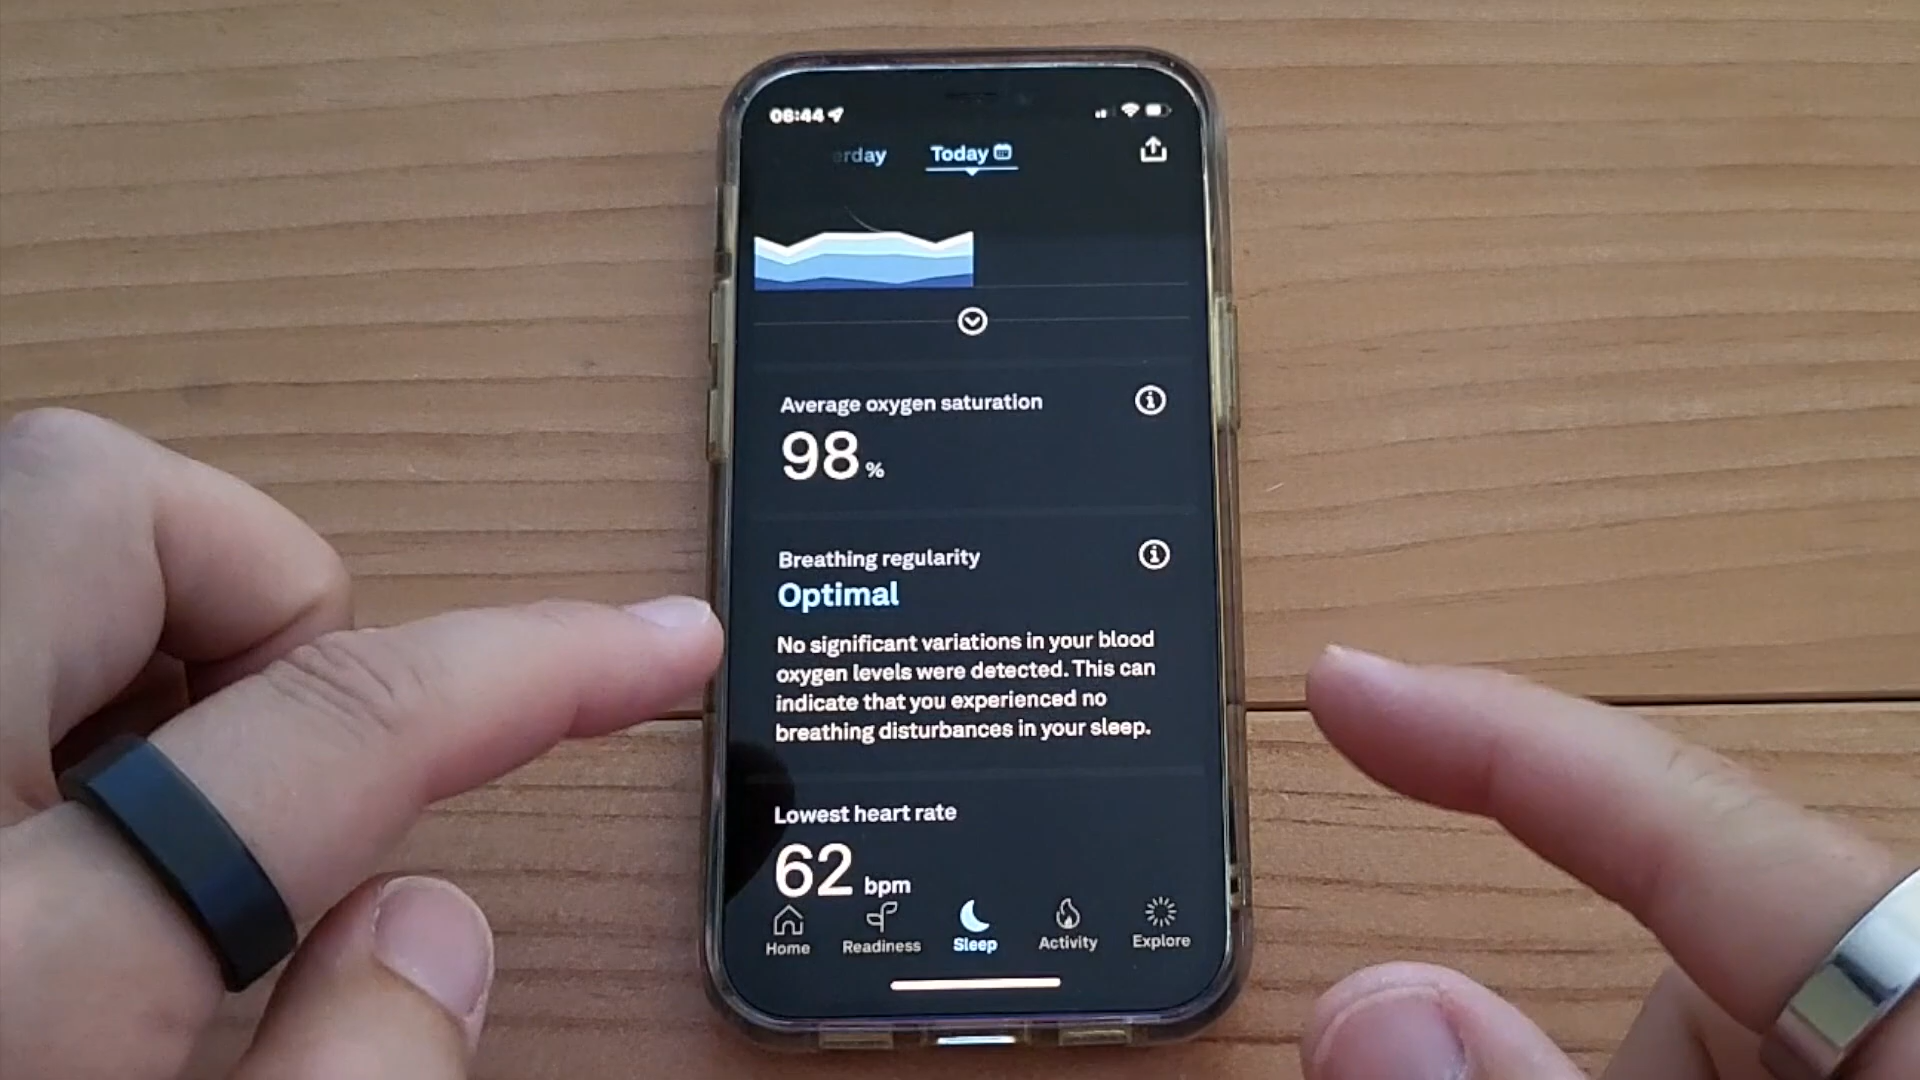 06:44
erday
Today
Average oxygen saturation
98 %
Breathing regularity
Optimal
No significant variations in your blood
oxygen levels were detected. This can
indicate that you experienced no
breathing disturbances in your sleep.
Lowest heart rate
62 bpm
Home
Readiness
Sleep
Activity
Explore